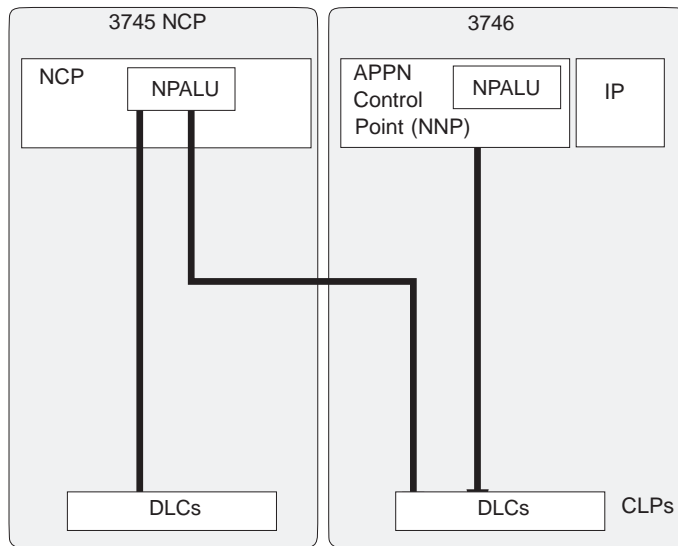 3745 NCP
NCP
NPALU
DLCs
3746
APPN
Control
Point (NNP)
NPALU
IP
DLCs
CLPs